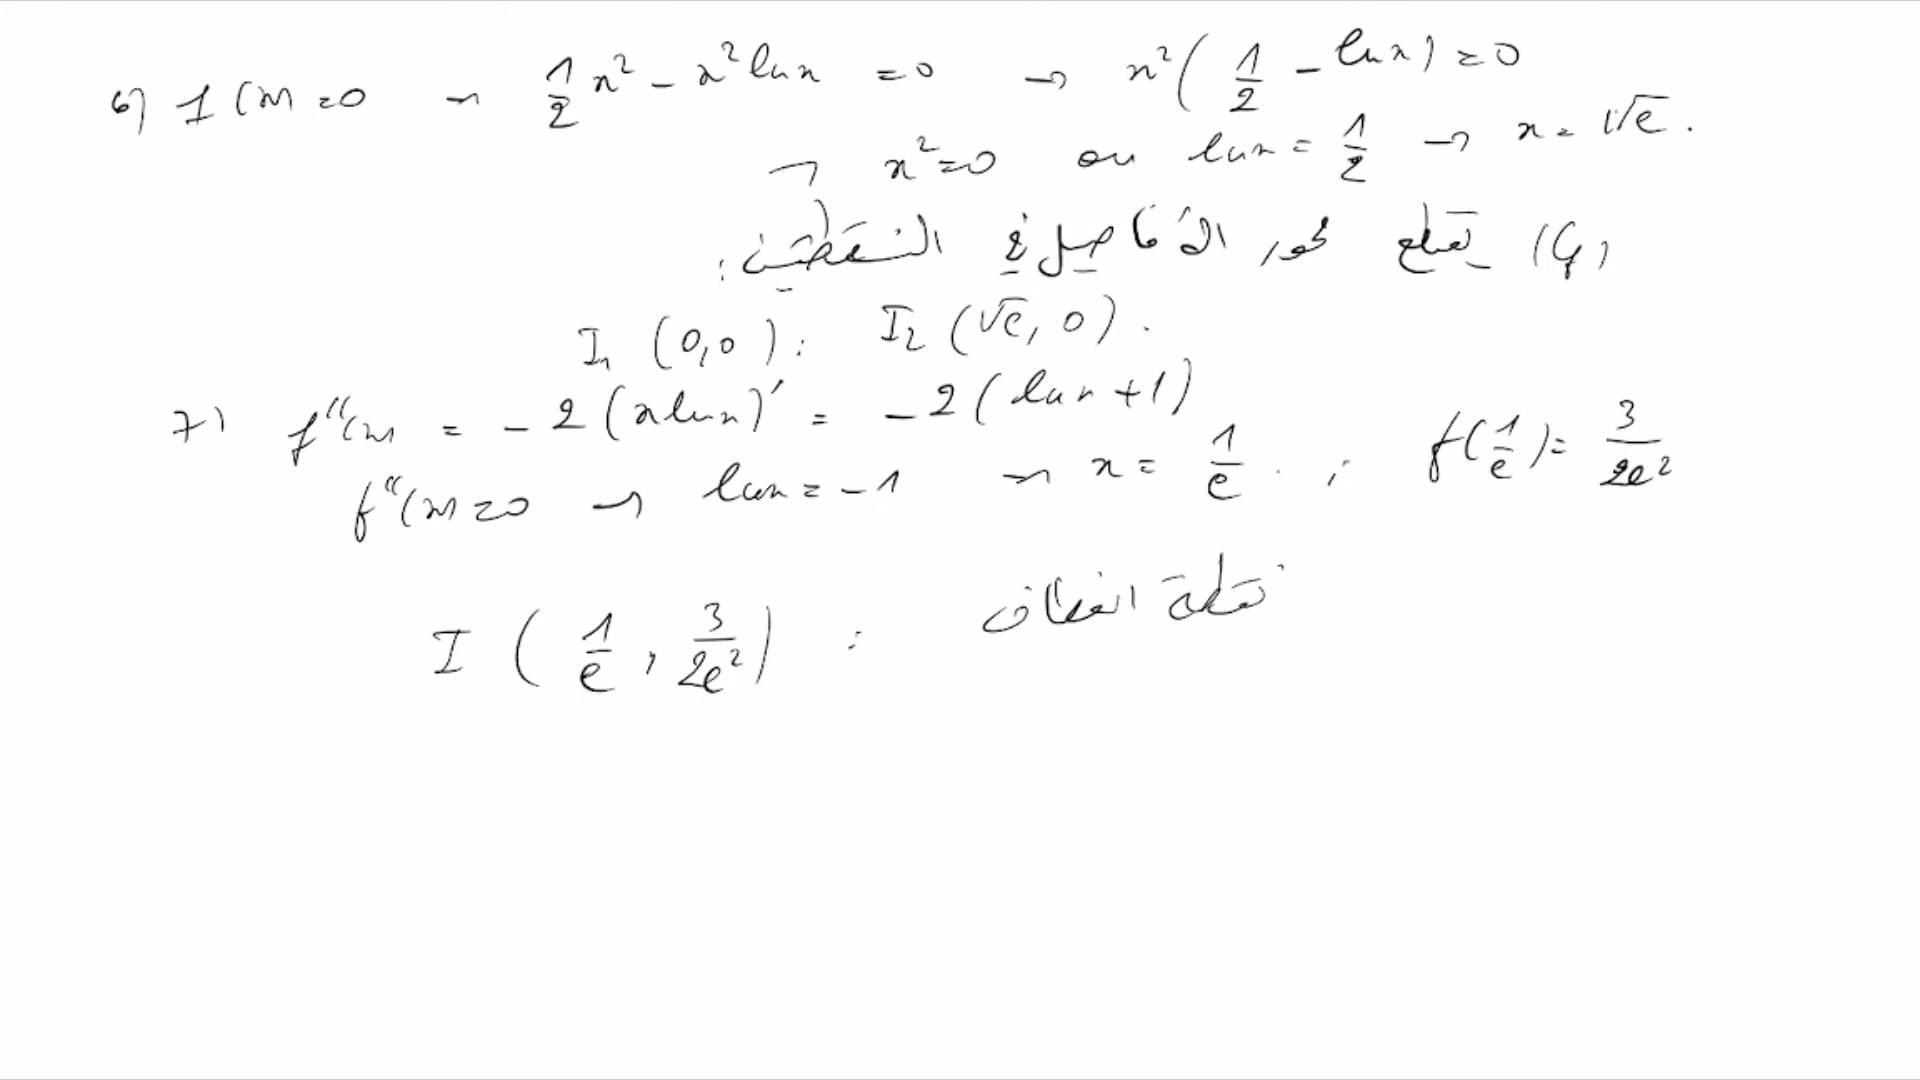 6) f(x)=0 → 1/2 x² - x² ln x = 0 → x²(1/2 - ln x) = 0
→ x²=0 ou ln x = 1/2 → x = √e.
(Cf) يقطع محور الأفاصيل في النقطتين :
I₁ (0,0) ; I₂ (√e, 0).
7) f''(x) = -2(x ln x)' = -2(ln x + 1)
f''(x)=0 → ln x = -1 → x = 1/e . ; f(1/e) = 3/2e²
I (1/e , 3/2e²) : نقطة انعطاف